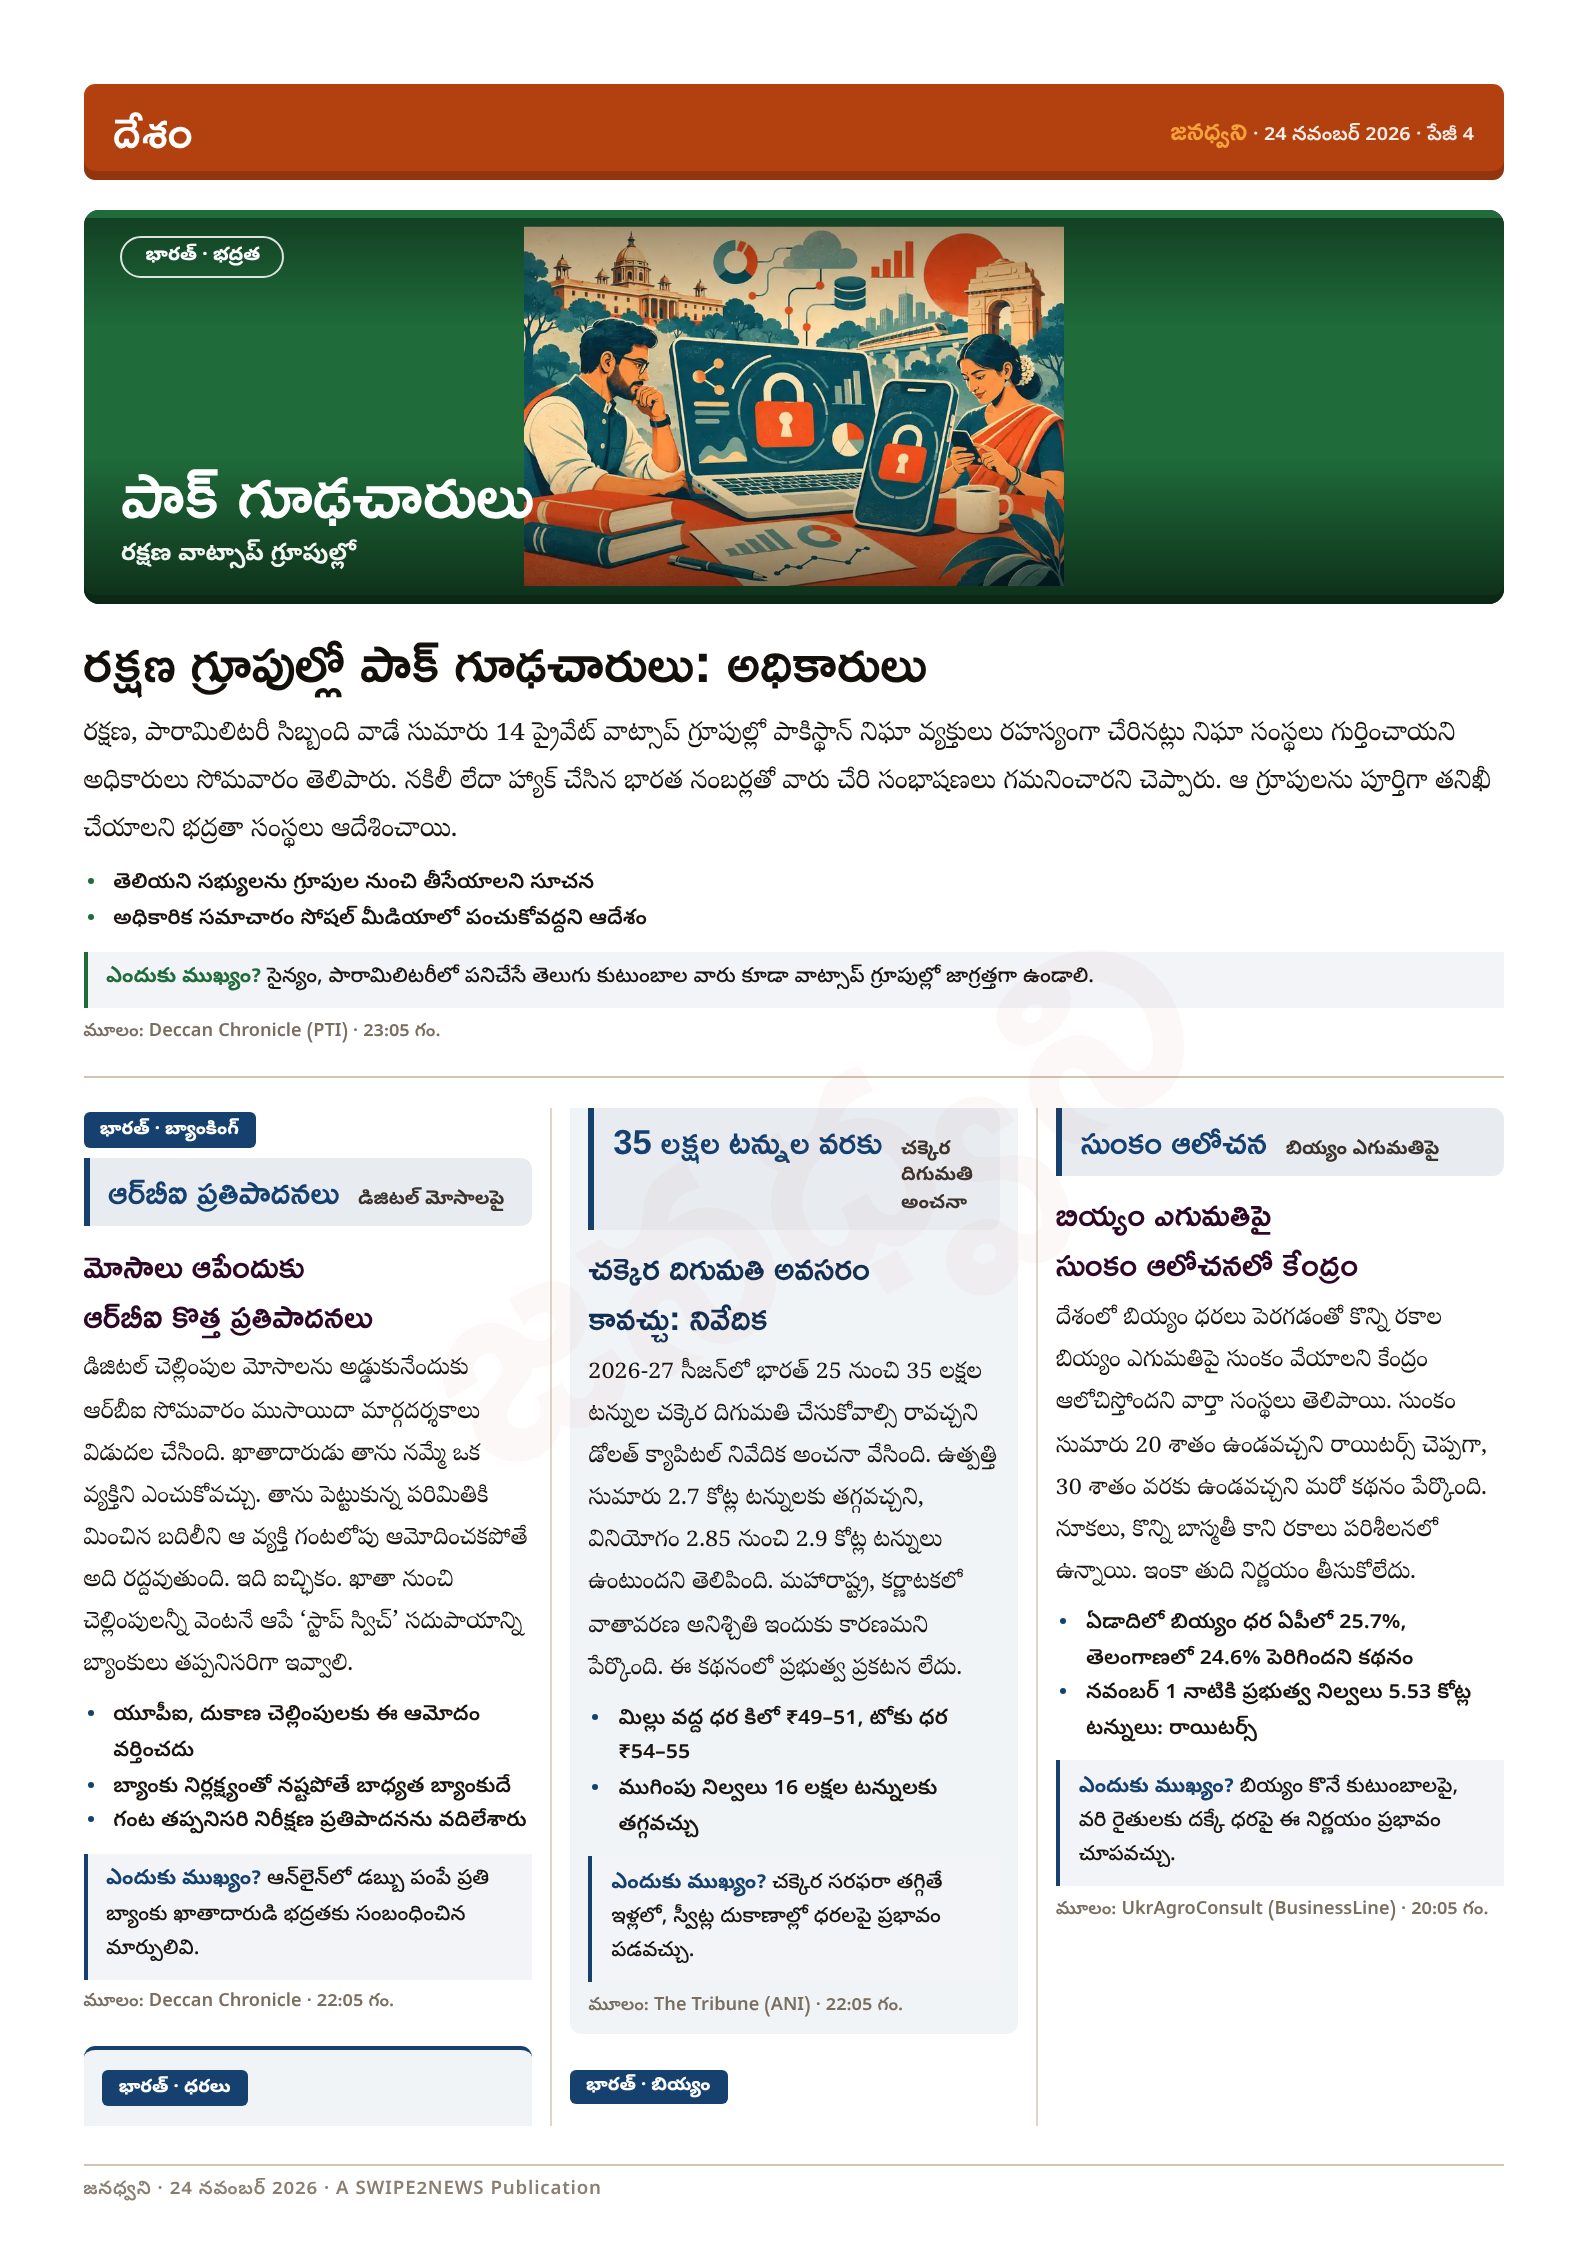 దేశం
జనధ్వని · 24 నవంబర్ 2026 · పేజీ 4
భారత్ · భద్రత
పాక్ గూఢచారులు
రక్షణ వాట్సాప్ గ్రూపుల్లో
రక్షణ గ్రూపుల్లో పాక్ గూఢచారులు: అధికారులు
రక్షణ, పారామిలిటరీ సిబ్బంది వాడే సుమారు 14 ప్రైవేట్ వాట్సాప్ గ్రూపుల్లో పాకిస్థాన్ నిఘా వ్యక్తులు రహస్యంగా చేరినట్లు నిఘా సంస్థలు గుర్తించాయని
అధికారులు సోమవారం తెలిపారు. నకిలీ లేదా హ్యాక్ చేసిన భారత నంబర్లతో వారు చేరి సంభాషణలు గమనించారని చెప్పారు. ఆ గ్రూపులను పూర్తిగా తనిఖీ
చేయాలని భద్రతా సంస్థలు ఆదేశించాయి.
• తెలియని సభ్యులను గ్రూపుల నుంచి తీసేయాలని సూచన
• అధికారిక సమాచారం సోషల్ మీడియాలో పంచుకోవద్దని ఆదేశం
ఎందుకు ముఖ్యం? సైన్యం, పారామిలిటరీలో పనిచేసే తెలుగు కుటుంబాల వారు కూడా వాట్సాప్ గ్రూపుల్లో జాగ్రత్తగా ఉండాలి.
మూలం: Deccan Chronicle (PTI) · 23:05 గం.
భారత్ · బ్యాంకింగ్
ఆర్‌బీఐ ప్రతిపాదనలు డిజిటల్ మోసాలపై
మోసాలు ఆపేందుకు
ఆర్‌బీఐ కొత్త ప్రతిపాదనలు
డిజిటల్ చెల్లింపుల మోసాలను అడ్డుకునేందుకు
ఆర్‌బీఐ సోమవారం ముసాయిదా మార్గదర్శకాలు
విడుదల చేసింది. ఖాతాదారుడు తాను నమ్మే ఒక
వ్యక్తిని ఎంచుకోవచ్చు. తాను పెట్టుకున్న పరిమితికి
మించిన బదిలీని ఆ వ్యక్తి గంటలోపు ఆమోదించకపోతే
అది రద్దవుతుంది. ఇది ఐచ్ఛికం. ఖాతా నుంచి
చెల్లింపులన్నీ వెంటనే ఆపే ‘స్టాప్ స్విచ్’ సదుపాయాన్ని
బ్యాంకులు తప్పనిసరిగా ఇవ్వాలి.
• యూపీఐ, దుకాణ చెల్లింపులకు ఈ ఆమోదం
వర్తించదు
• బ్యాంకు నిర్లక్ష్యంతో నష్టపోతే బాధ్యత బ్యాంకుదే
• గంట తప్పనిసరి నిరీక్షణ ప్రతిపాదనను వదిలేశారు
ఎందుకు ముఖ్యం? ఆన్‌లైన్‌లో డబ్బు పంపే ప్రతి
బ్యాంకు ఖాతాదారుడి భద్రతకు సంబంధించిన
మార్పులివి.
మూలం: Deccan Chronicle · 22:05 గం.
భారత్ · ధరలు
35 లక్షల టన్నుల వరకు చక్కెర
దిగుమతి
అంచనా
చక్కెర దిగుమతి అవసరం
కావచ్చు: నివేదిక
2026-27 సీజన్‌లో భారత్ 25 నుంచి 35 లక్షల
టన్నుల చక్కెర దిగుమతి చేసుకోవాల్సి రావచ్చని
డోలత్ క్యాపిటల్ నివేదిక అంచనా వేసింది. ఉత్పత్తి
సుమారు 2.7 కోట్ల టన్నులకు తగ్గవచ్చని,
వినియోగం 2.85 నుంచి 2.9 కోట్ల టన్నులు
ఉంటుందని తెలిపింది. మహారాష్ట్ర, కర్ణాటకలో
వాతావరణ అనిశ్చితి ఇందుకు కారణమని
పేర్కొంది. ఈ కథనంలో ప్రభుత్వ ప్రకటన లేదు.
• మిల్లు వద్ద ధర కిలో ₹49–51, టోకు ధర
₹54–55
• ముగింపు నిల్వలు 16 లక్షల టన్నులకు
తగ్గవచ్చు
ఎందుకు ముఖ్యం? చక్కెర సరఫరా తగ్గితే
ఇళ్లలో, స్వీట్ల దుకాణాల్లో ధరలపై ప్రభావం
పడవచ్చు.
మూలం: The Tribune (ANI) · 22:05 గం.
భారత్ · బియ్యం
సుంకం ఆలోచన బియ్యం ఎగుమతిపై
బియ్యం ఎగుమతిపై
సుంకం ఆలోచనలో కేంద్రం
దేశంలో బియ్యం ధరలు పెరగడంతో కొన్ని రకాల
బియ్యం ఎగుమతిపై సుంకం వేయాలని కేంద్రం
ఆలోచిస్తోందని వార్తా సంస్థలు తెలిపాయి. సుంకం
సుమారు 20 శాతం ఉండవచ్చని రాయిటర్స్ చెప్పగా,
30 శాతం వరకు ఉండవచ్చని మరో కథనం పేర్కొంది.
నూకలు, కొన్ని బాస్మతీ కాని రకాలు పరిశీలనలో
ఉన్నాయి. ఇంకా తుది నిర్ణయం తీసుకోలేదు.
• ఏడాదిలో బియ్యం ధర ఏపీలో 25.7%,
తెలంగాణలో 24.6% పెరిగిందని కథనం
• నవంబర్ 1 నాటికి ప్రభుత్వ నిల్వలు 5.53 కోట్ల
టన్నులు: రాయిటర్స్
ఎందుకు ముఖ్యం? బియ్యం కొనే కుటుంబాలపై,
వరి రైతులకు దక్కే ధరపై ఈ నిర్ణయం ప్రభావం
చూపవచ్చు.
మూలం: UkrAgroConsult (BusinessLine) · 20:05 గం.
జనధ్వని
జనధ్వని · 24 నవంబర్ 2026 · A SWIPE2NEWS Publication